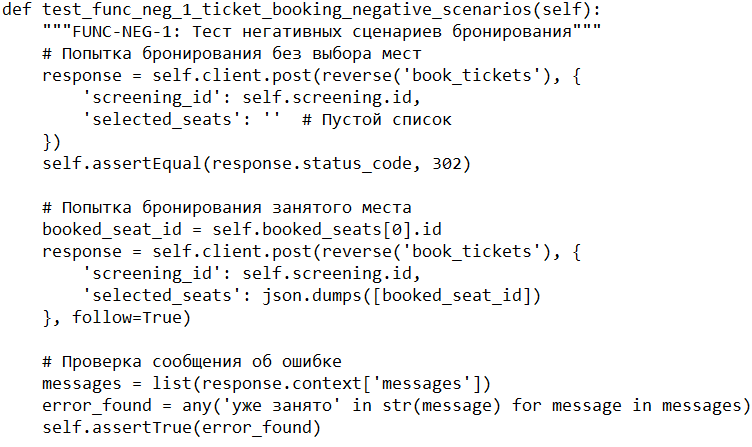 def test_func_neg_1_ticket_booking_negative_scenarios(self):
    """FUNC-NEG-1: Тест негативных сценариев бронирования"""
    # Попытка бронирования без выбора мест
    response = self.client.post(reverse('book_tickets'), {
        'screening_id': self.screening.id,
        'selected_seats': ''  # Пустой список
    })
    self.assertEqual(response.status_code, 302)

    # Попытка бронирования занятого места
    booked_seat_id = self.booked_seats[0].id
    response = self.client.post(reverse('book_tickets'), {
        'screening_id': self.screening.id,
        'selected_seats': json.dumps([booked_seat_id])
    }, follow=True)

    # Проверка сообщения об ошибке
    messages = list(response.context['messages'])
    error_found = any('уже занято' in str(message) for message in messages)
    self.assertTrue(error_found)